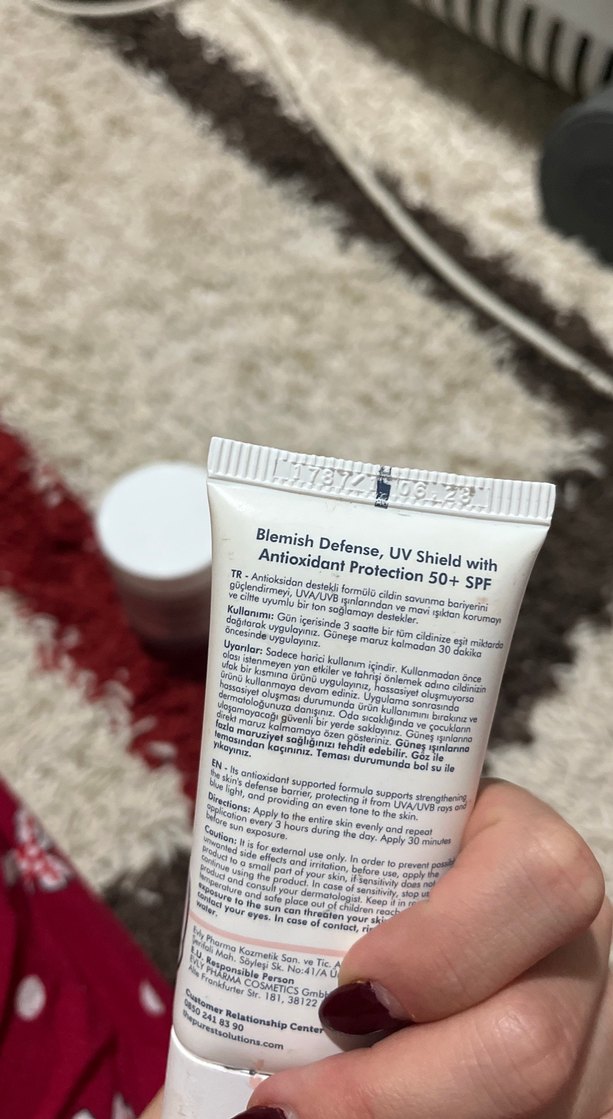 1787/1 06.23
Blemish Defense, UV Shield with
Antioxidant Protection 50+ SPF
TR - Antioksidan destekli formülü cildin savunma bariyerini
güçlendirmeyi, UVA/UVB ışınlarından ve mavi ışıktan korumayı
ve ciltte uyumlu bir ton sağlamayı destekler.
Kullanımı: Gün içerisinde 3 saatte bir tüm cildinize eşit miktarda
dağıtarak uygulayınız. Güneşe maruz kalmadan 30 dakika
öncesinde uygulayınız.
Uyarılar: Sadece harici kullanım içindir. Kullanmadan önce
olası istenmeyen yan etkiler ve tahrişi önlemek adına cildinizin
ufak bir kısmına ürünü uygulayınız, hassasiyet oluşmuyorsa
ürünü kullanmaya devam ediniz. Uygulama sonrasında
hassasiyet oluşması durumunda ürün kullanımını bırakınız ve
dermatoloğunuza danışınız. Oda sıcaklığında ve çocukların
ulaşamayacağı güvenli bir yerde saklayınız. Güneş ışınlarına
direkt maruz kalmamaya özen gösteriniz. Güneş ışınlarına
fazla maruziyet sağlığınızı tehdit edebilir. Göz ile
temasından kaçınınız. Teması durumunda bol su ile
yıkayınız.
EN - Its antioxidant supported formula supports strengthening
the skin's defense barrier, protecting it from UVA/UVB rays and
blue light, and providing an even tone to the skin.
Directions: Apply to the entire skin evenly and repeat
application every 3 hours during the day. Apply 30 minutes
before sun exposure.
Caution: It is for external use only. In order to prevent possible
unwanted side effects and irritation, before use, apply the
product to a small part of your skin, if sensitivity does not
continue using the product. In case of sensitivity, stop
product and consult your dermatologist. Keep it in
temperature and safe place out of children
exposure to the sun can threaten your
contact your eyes. In case of contact,
water.
Evly Pharma Kozmetik San. ve Tic. A
Şerifali Mah. Söyleşi Sk. No:41/A
E.U. Responsible Person
EVLY PHARMA COSMETICS
Alte Frankfurter Str. 181, 38122
Customer Relationship Center
0850 241 83 90
thepurestsolutions.com